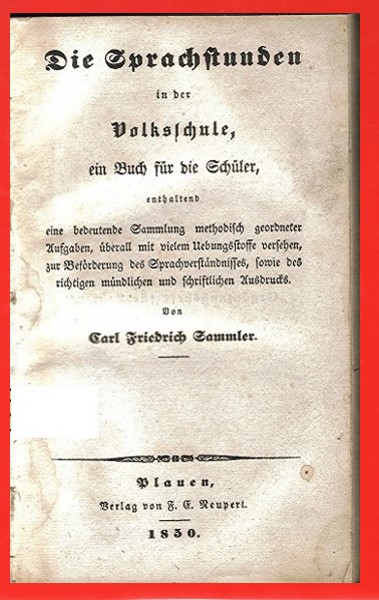 Die Sprachstunden
in der
Volksschule,
ein Buch für die Schüler,
enthaltend
eine bedeutende Sammlung methodisch geordneter
Aufgaben, überall mit vielem Uebungsstoffe versehen,
zur Beförderung des Sprachverständnisses, sowie des
richtigen mündlichen und schriftlichen Ausdrucks.
Von
Carl Friedrich Sammler.
Plauen,
Verlag von F. E. Neupert.
1850.